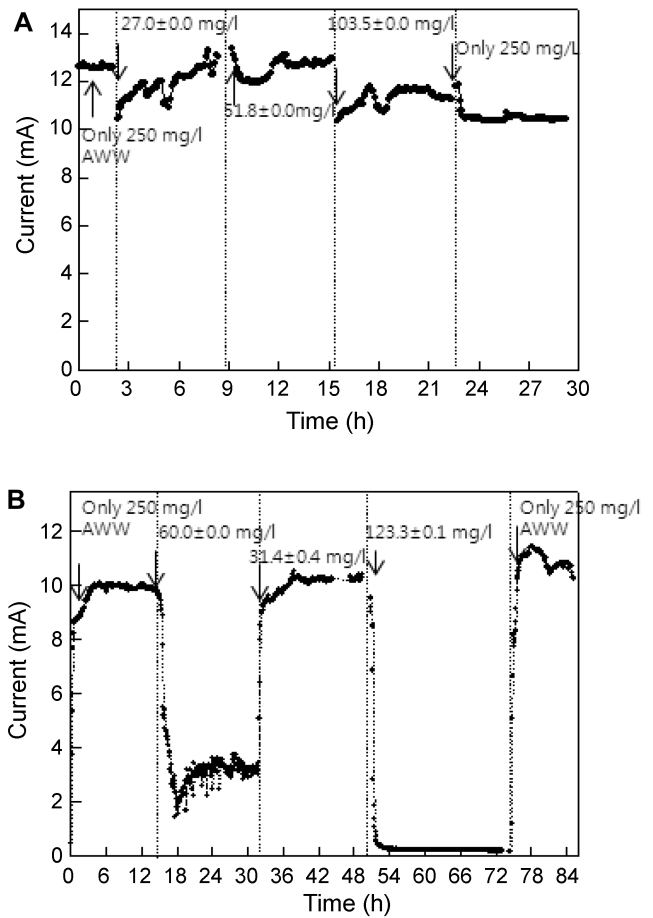 A
27.0±0.0 mg/l
103.5±0.0 mg/l
Only 250 mg/L
51.8±0.0mg/l
Only 250 mg/l
AWW
14
12
10
8
6
4
2
0
Current (mA)
0 3 6 9 12 15 18 21 24 27 30
Time (h)
B
Only 250 mg/l
AWW
60.0±0.0 mg/l
31.4±0.4 mg/l
123.3±0.1 mg/l
Only 250 mg/l
AWW
12
10
8
6
4
2
0
Current (mA)
0 6 12 18 24 30 36 42 48 54 60 66 72 78 84
Time (h)